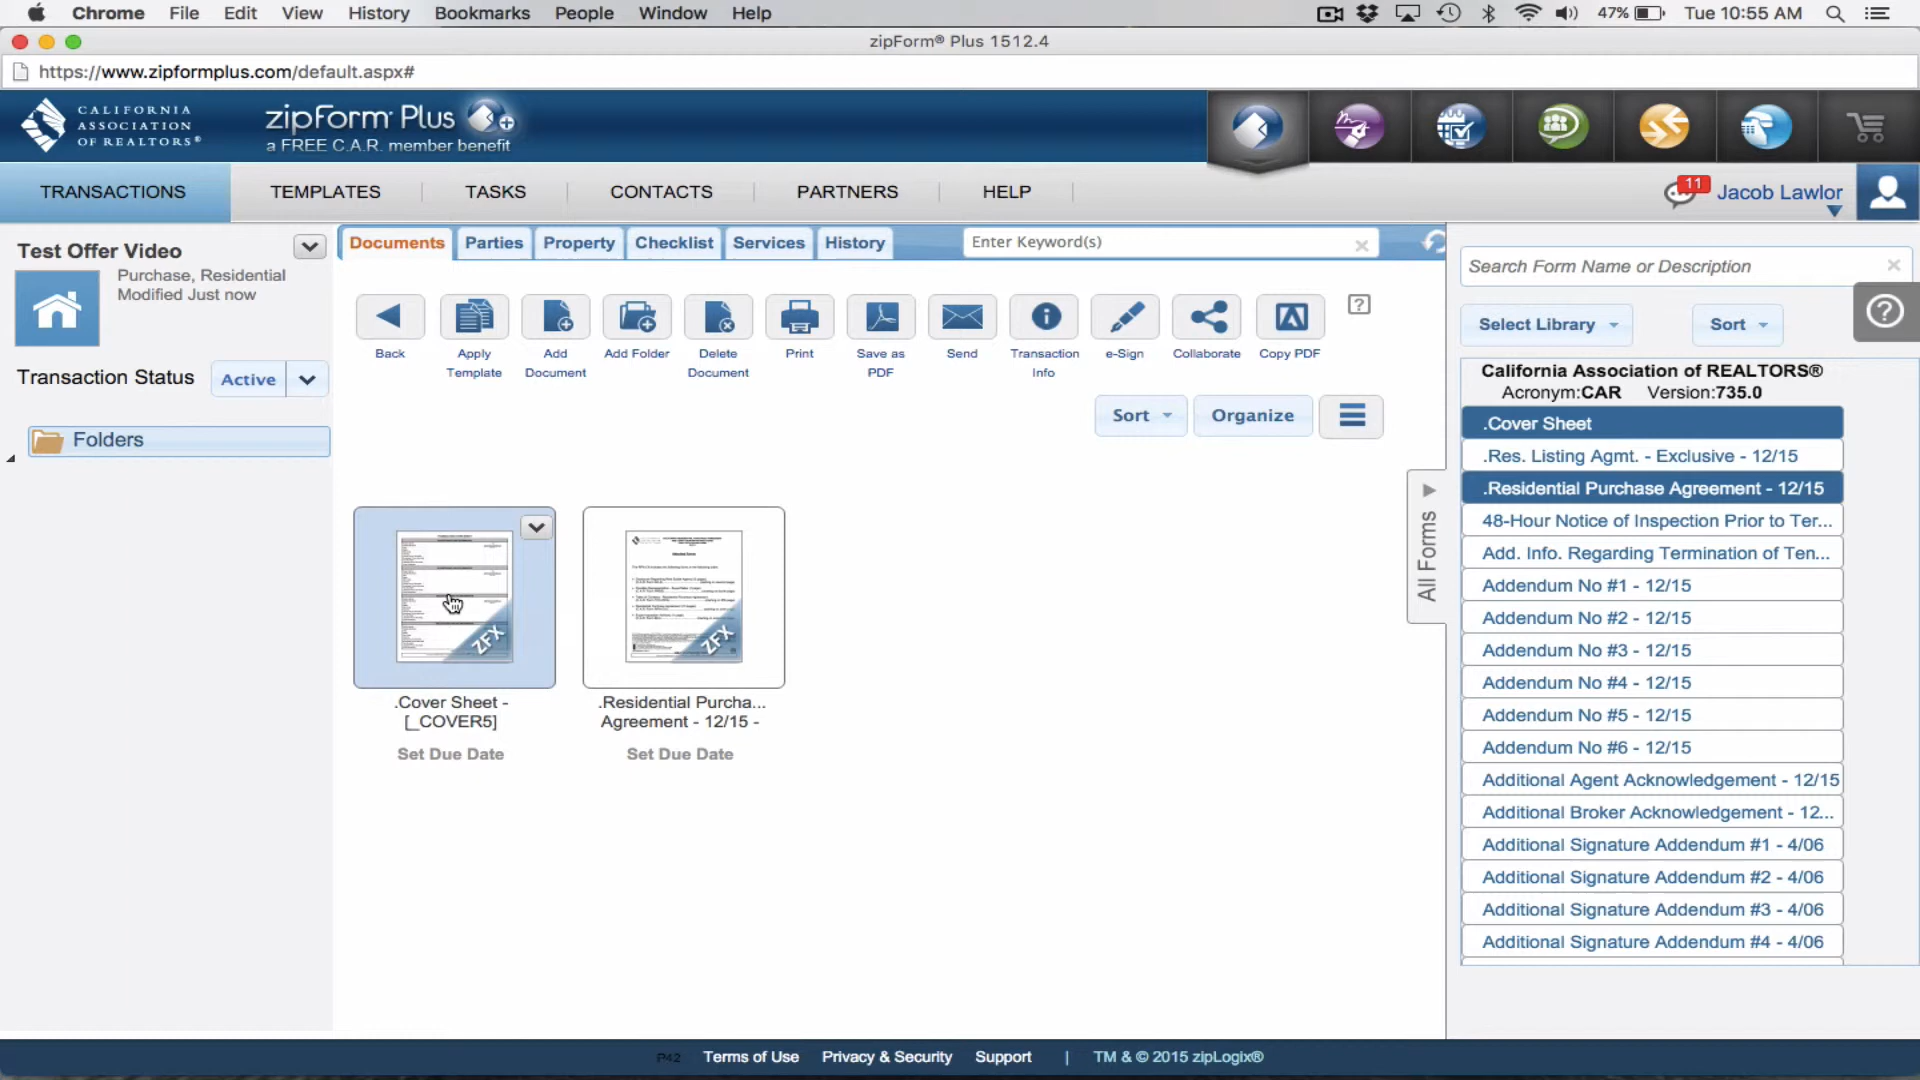 Chrome File Edit View History Bookmarks People Window Help 47% Tue 10:55 AM
zipForm® Plus 1512.4
https://www.zipformplus.com/default.aspx#
CALIFORNIA
ASSOCIATION
OF REALTORS®
zipForm® Plus
a FREE C.A.R. member benefit
TRANSACTIONS TEMPLATES TASKS CONTACTS PARTNERS HELP 11 Jacob Lawlor
Test Offer Video
Purchase, Residential
Modified Just now
Transaction Status Active
Folders
Documents Parties Property Checklist Services History Enter Keyword(s)
Back
Apply
Template
Add
Document
Add Folder
Delete
Document
Print
Save as
PDF
Send
Transaction
Info
e-Sign
Collaborate
Copy PDF
?
Sort Organize
ZFX
.Cover Sheet -
[_COVER5]
Set Due Date
ZFX
.Residential Purcha...
Agreement - 12/15 -
Set Due Date
All Forms
Search Form Name or Description
?
Select Library Sort
California Association of REALTORS®
Acronym:CAR Version:735.0
.Cover Sheet
.Res. Listing Agmt. - Exclusive - 12/15
.Residential Purchase Agreement - 12/15
48-Hour Notice of Inspection Prior to Ter...
Add. Info. Regarding Termination of Ten...
Addendum No #1 - 12/15
Addendum No #2 - 12/15
Addendum No #3 - 12/15
Addendum No #4 - 12/15
Addendum No #5 - 12/15
Addendum No #6 - 12/15
Additional Agent Acknowledgement - 12/15
Additional Broker Acknowledgement - 12...
Additional Signature Addendum #1 - 4/06
Additional Signature Addendum #2 - 4/06
Additional Signature Addendum #3 - 4/06
Additional Signature Addendum #4 - 4/06
P42 Terms of Use Privacy & Security Support | TM & © 2015 zipLogix®